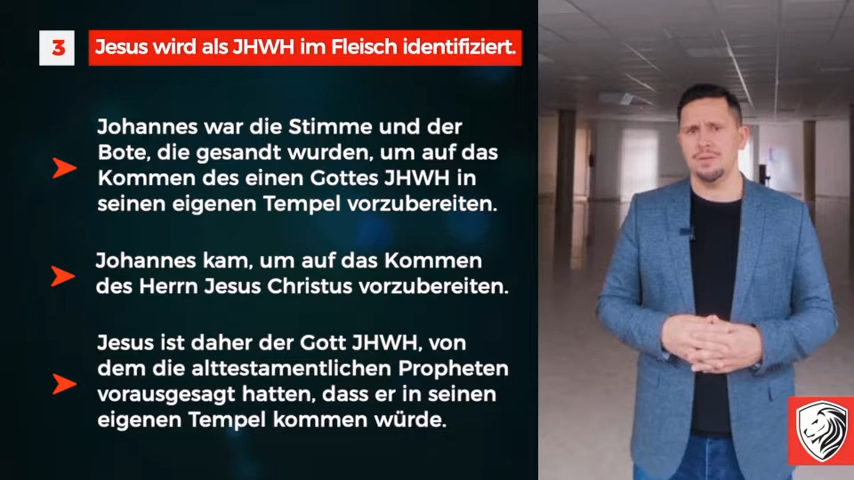 3
Jesus wird als JHWH im Fleisch identifiziert.
Johannes war die Stimme und der
Bote, die gesandt wurden, um auf das
Kommen des einen Gottes JHWH in
seinen eigenen Tempel vorzubereiten.
Johannes kam, um auf das Kommen
des Herrn Jesus Christus vorzubereiten.
Jesus ist daher der Gott JHWH, von
dem die alttestamentlichen Propheten
vorausgesagt hatten, dass er in seinen
eigenen Tempel kommen würde.